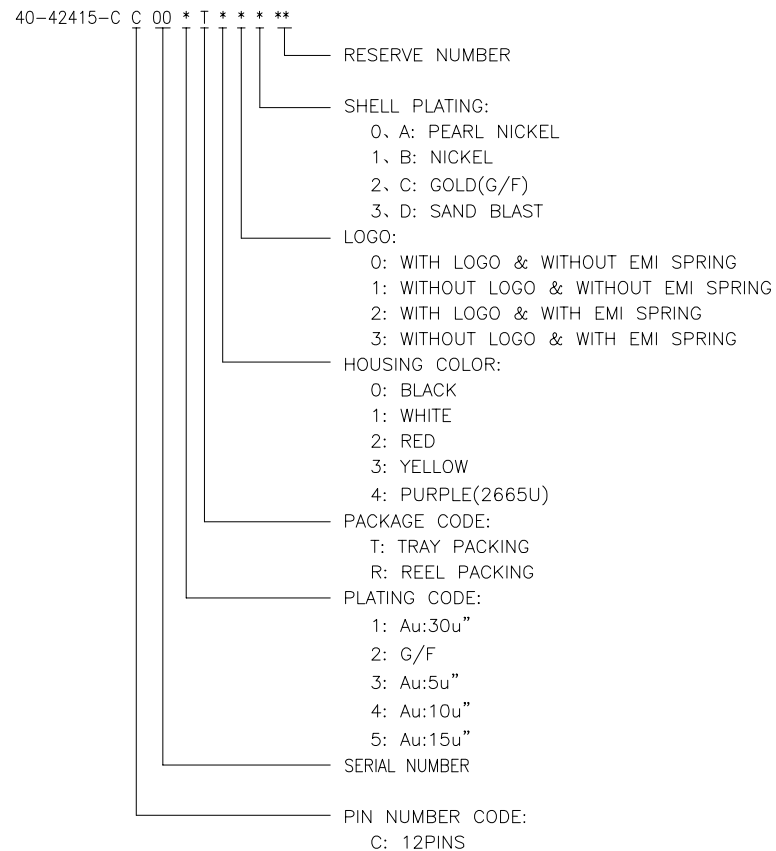 40-42415-C C 00 * T * * * **
RESERVE NUMBER
SHELL PLATING:
0、A: PEARL NICKEL
1、B: NICKEL
2、C: GOLD(G/F)
3、D: SAND BLAST
LOGO:
0: WITH LOGO & WITHOUT EMI SPRING
1: WITHOUT LOGO & WITHOUT EMI SPRING
2: WITH LOGO & WITH EMI SPRING
3: WITHOUT LOGO & WITH EMI SPRING
HOUSING COLOR:
0: BLACK
1: WHITE
2: RED
3: YELLOW
4: PURPLE(2665U)
PACKAGE CODE:
T: TRAY PACKING
R: REEL PACKING
PLATING CODE:
1: Au:30u”
2: G/F
3: Au:5u”
4: Au:10u”
5: Au:15u”
SERIAL NUMBER
PIN NUMBER CODE:
C: 12PINS